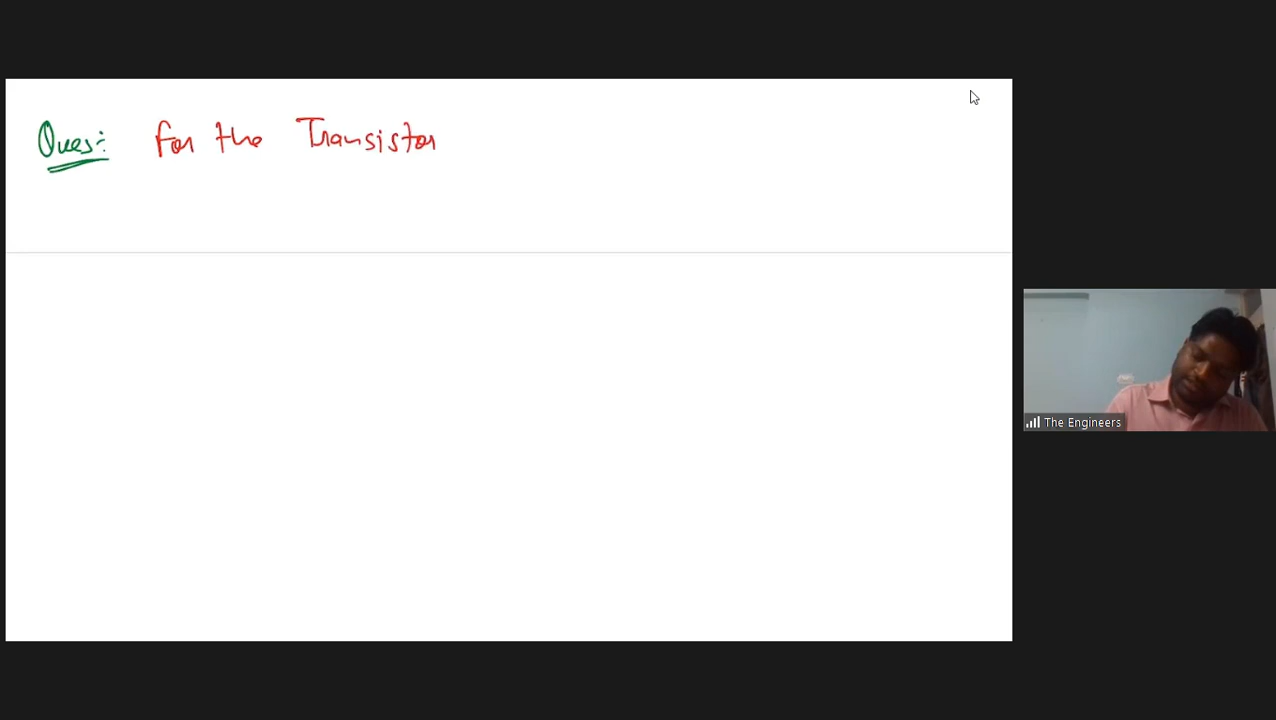 Ques:- For the Transistor
The Engineers